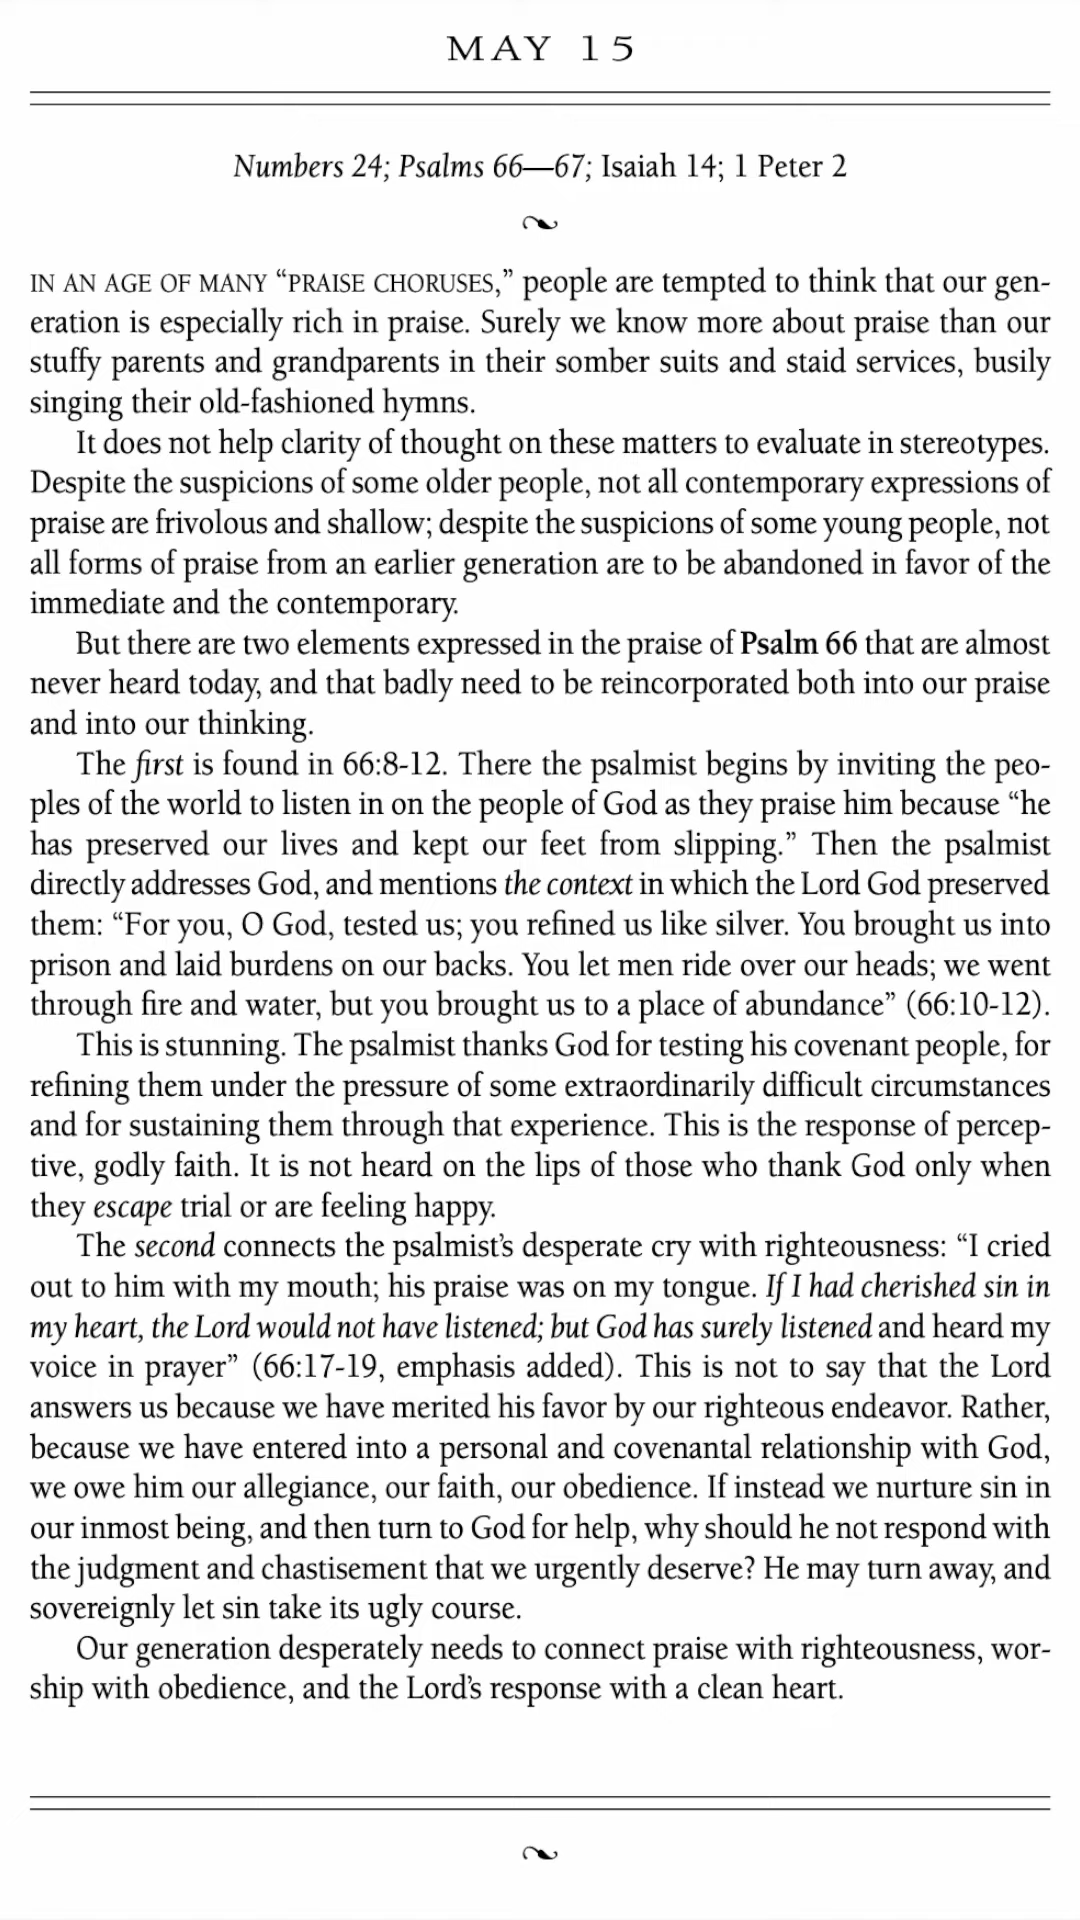 MAY 15
Numbers 24; Psalms 66—67; Isaiah 14; 1 Peter 2
IN AN AGE OF MANY “PRAISE CHORUSES,” people are tempted to think that our gen-
eration is especially rich in praise. Surely we know more about praise than our
stuffy parents and grandparents in their somber suits and staid services, busily
singing their old-fashioned hymns.
It does not help clarity of thought on these matters to evaluate in stereotypes.
Despite the suspicions of some older people, not all contemporary expressions of
praise are frivolous and shallow; despite the suspicions of some young people, not
all forms of praise from an earlier generation are to be abandoned in favor of the
immediate and the contemporary.
But there are two elements expressed in the praise of Psalm 66 that are almost
never heard today, and that badly need to be reincorporated both into our praise
and into our thinking.
The first is found in 66:8-12. There the psalmist begins by inviting the peo-
ples of the world to listen in on the people of God as they praise him because “he
has preserved our lives and kept our feet from slipping.” Then the psalmist
directly addresses God, and mentions the context in which the Lord God preserved
them: “For you, O God, tested us; you refined us like silver. You brought us into
prison and laid burdens on our backs. You let men ride over our heads; we went
through fire and water, but you brought us to a place of abundance” (66:10-12).
This is stunning. The psalmist thanks God for testing his covenant people, for
refining them under the pressure of some extraordinarily difficult circumstances
and for sustaining them through that experience. This is the response of percep-
tive, godly faith. It is not heard on the lips of those who thank God only when
they escape trial or are feeling happy.
The second connects the psalmist’s desperate cry with righteousness: “I cried
out to him with my mouth; his praise was on my tongue. If I had cherished sin in
my heart, the Lord would not have listened; but God has surely listened and heard my
voice in prayer” (66:17-19, emphasis added). This is not to say that the Lord
answers us because we have merited his favor by our righteous endeavor. Rather,
because we have entered into a personal and covenantal relationship with God,
we owe him our allegiance, our faith, our obedience. If instead we nurture sin in
our inmost being, and then turn to God for help, why should he not respond with
the judgment and chastisement that we urgently deserve? He may turn away, and
sovereignly let sin take its ugly course.
Our generation desperately needs to connect praise with righteousness, wor-
ship with obedience, and the Lord’s response with a clean heart.